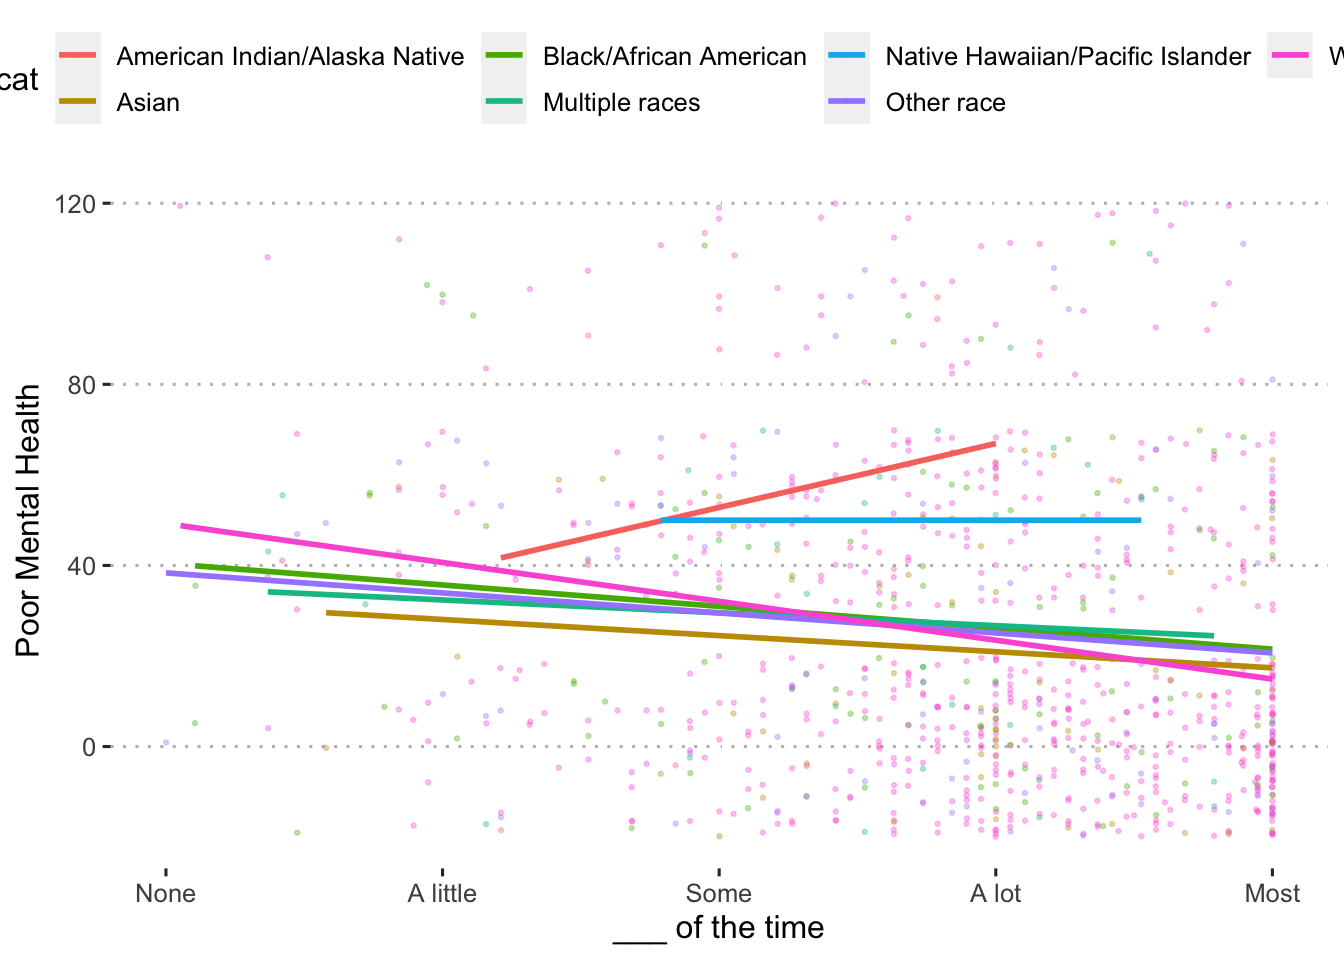 cat
American Indian/Alaska Native
Black/African American
Native Hawaiian/Pacific Islander
W
Asian
Multiple races
Other race
120
80
40
0
Poor Mental Health
None
A little
Some
A lot
Most
___ of the time